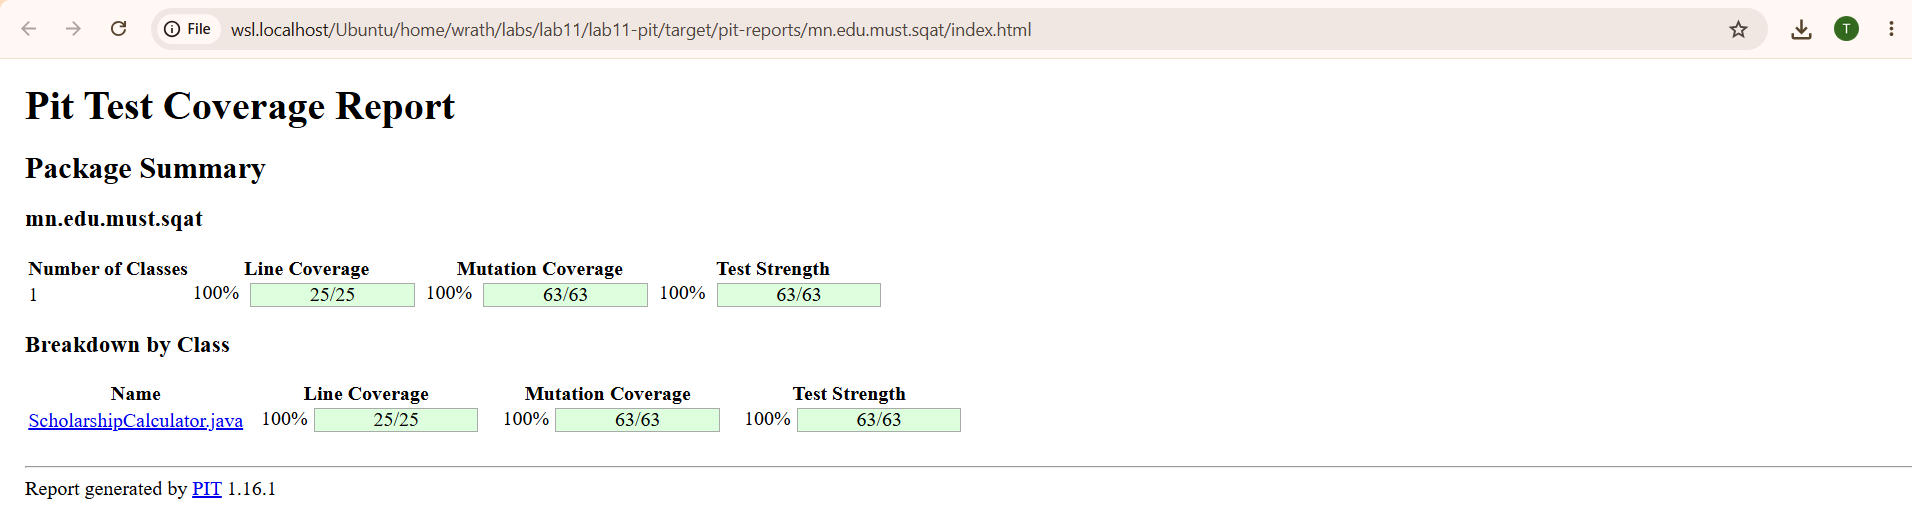 File wsl.localhost/Ubuntu/home/wrath/labs/lab11/lab11-pit/target/pit-reports/mn.edu.must.sqat/index.html T
Pit Test Coverage Report
Package Summary
mn.edu.must.sqat
Number of Classes Line Coverage Mutation Coverage Test Strength
1 100% 25/25 100% 63/63 100% 63/63
Breakdown by Class
Name Line Coverage Mutation Coverage Test Strength
ScholarshipCalculator.java 100% 25/25 100% 63/63 100% 63/63
Report generated by PIT 1.16.1